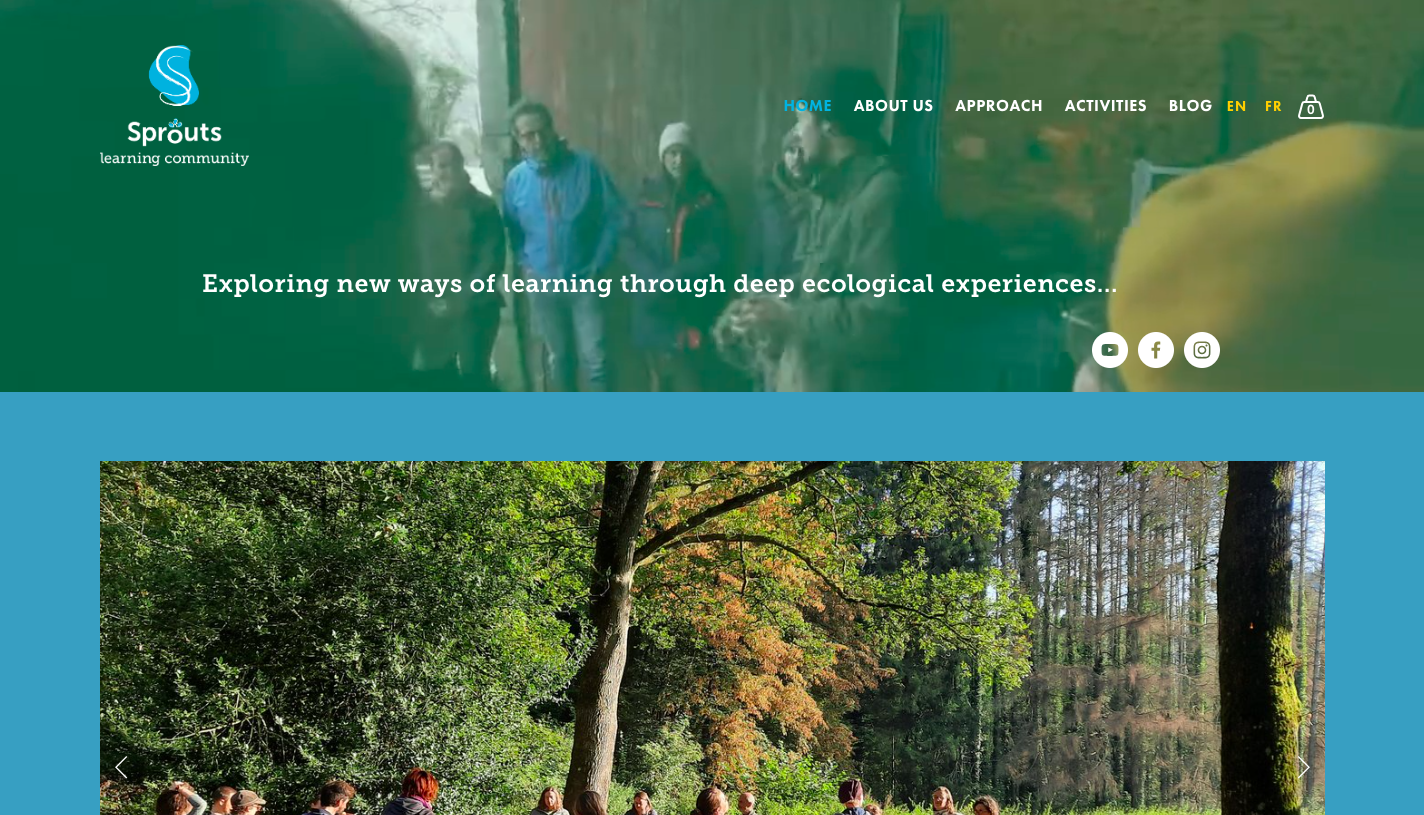 Sprouts
learning community
HOME ABOUT US APPROACH ACTIVITIES BLOG EN FR 0
Exploring new ways of learning through deep ecological experiences...